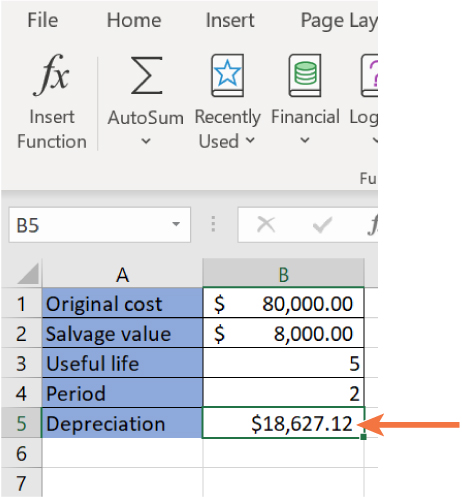 File Home Insert Page Lay
fx Σ
Insert AutoSum Recently Financial Log
Function Used
Fu
B5 f
A B
1 Original cost $ 80,000.00
2 Salvage value $ 8,000.00
3 Useful life 5
4 Period 2
5 Depreciation $18,627.12
6
7